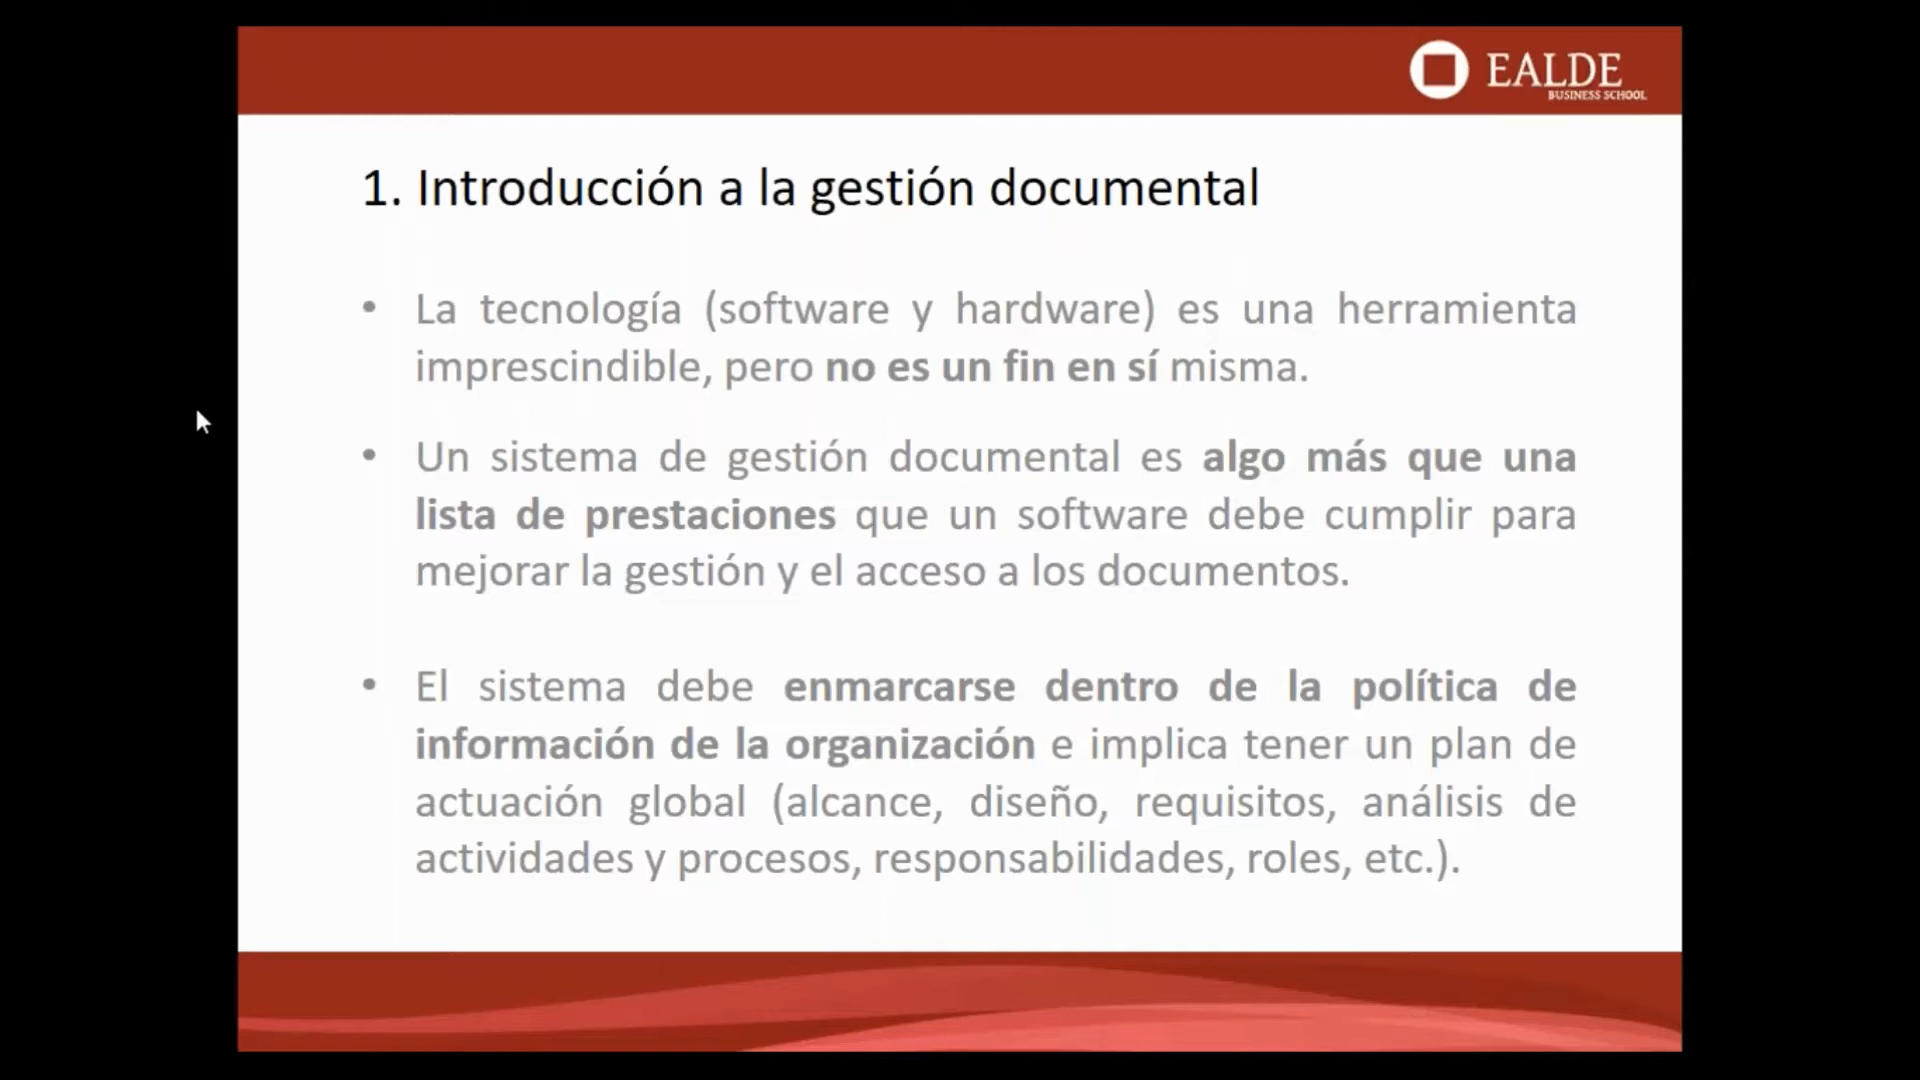 EALDE
BUSINESS SCHOOL
1. Introducción a la gestión documental
• La tecnología (software y hardware) es una herramienta
imprescindible, pero no es un fin en sí misma.
• Un sistema de gestión documental es algo más que una
lista de prestaciones que un software debe cumplir para
mejorar la gestión y el acceso a los documentos.
• El sistema debe enmarcarse dentro de la política de
información de la organización e implica tener un plan de
actuación global (alcance, diseño, requisitos, análisis de
actividades y procesos, responsabilidades, roles, etc.).